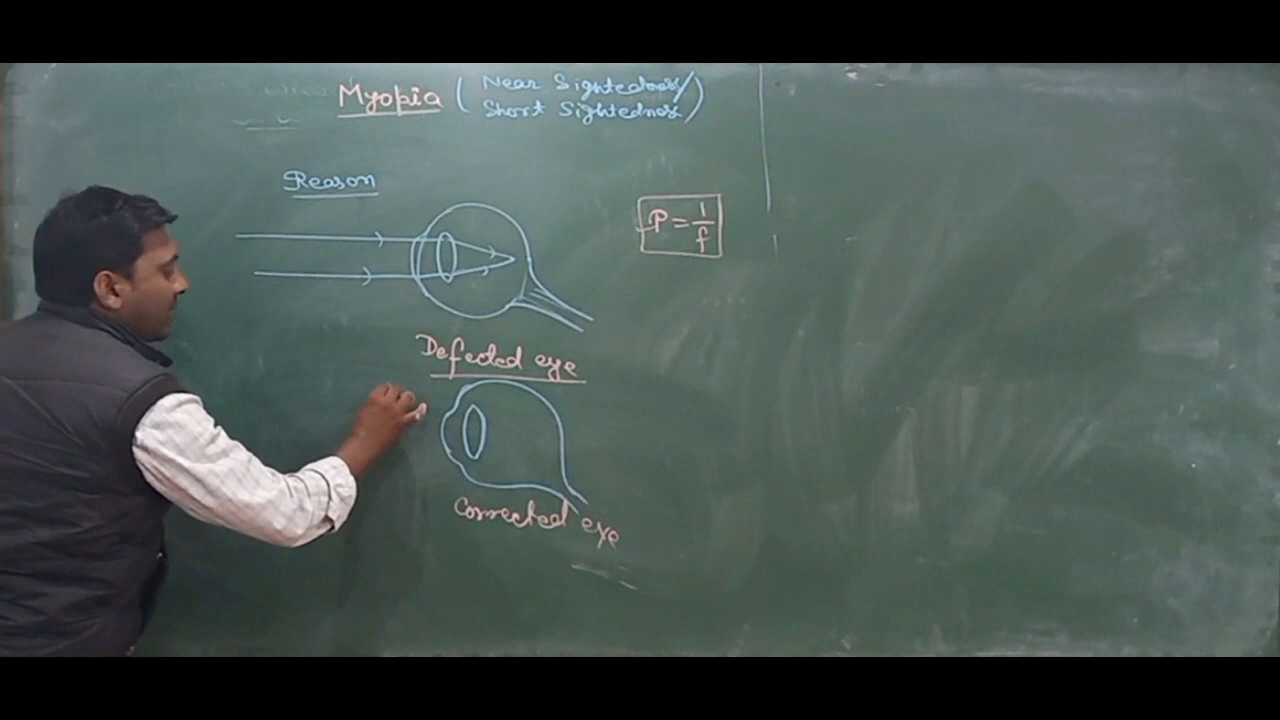 Myopia (Near Sightedness/
Short Sightedness)
Reason
P = 1/f
Defected eye
Corrected eye